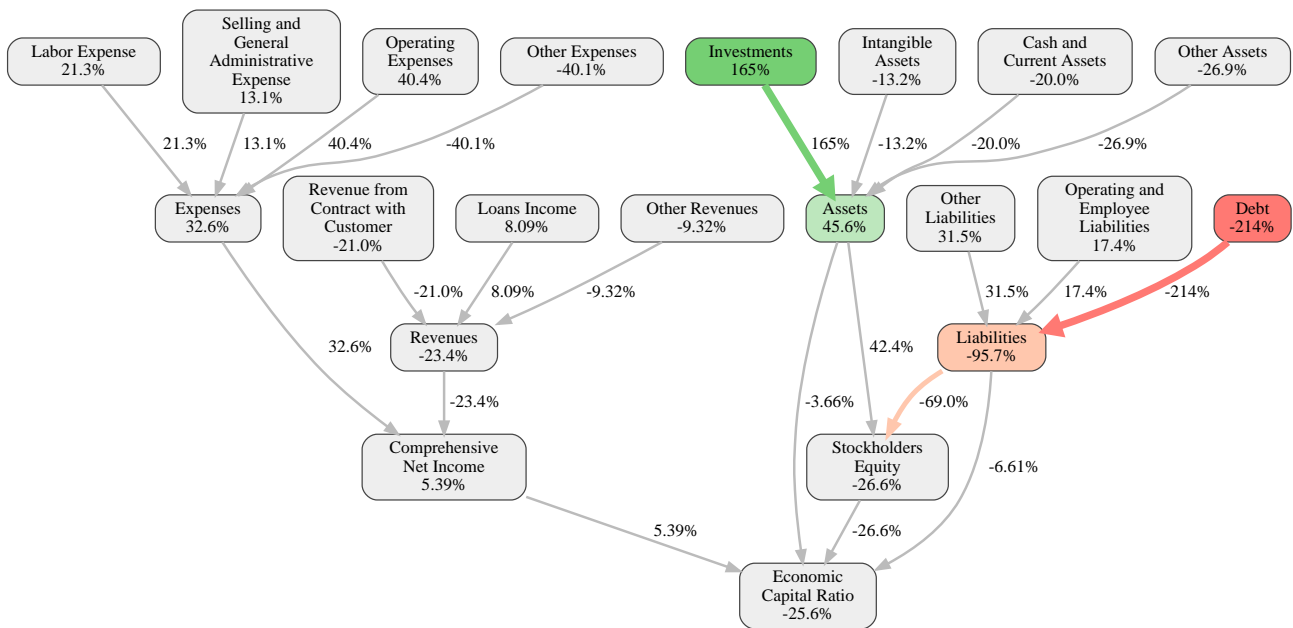 Labor Expense
21.3%
Selling and
General
Administrative
Expense
13.1%
Operating
Expenses
40.4%
Other Expenses
-40.1%
Investments
165%
Intangible
Assets
-13.2%
Cash and
Current Assets
-20.0%
Other Assets
-26.9%
21.3%
13.1%
40.4%
-40.1%
165%
-13.2%
-20.0%
-26.9%
Expenses
32.6%
Revenue from
Contract with
Customer
-21.0%
Loans Income
8.09%
Other Revenues
-9.32%
Assets
45.6%
Other
Liabilities
31.5%
Operating and
Employee
Liabilities
17.4%
Debt
-214%
-21.0%
8.09%
-9.32%
31.5%
17.4%
-214%
32.6%
Revenues
-23.4%
42.4%
Liabilities
-95.7%
-23.4%
-3.66%
-69.0%
Comprehensive
Net Income
5.39%
Stockholders
Equity
-26.6%
-6.61%
5.39%
-26.6%
Economic
Capital Ratio
-25.6%